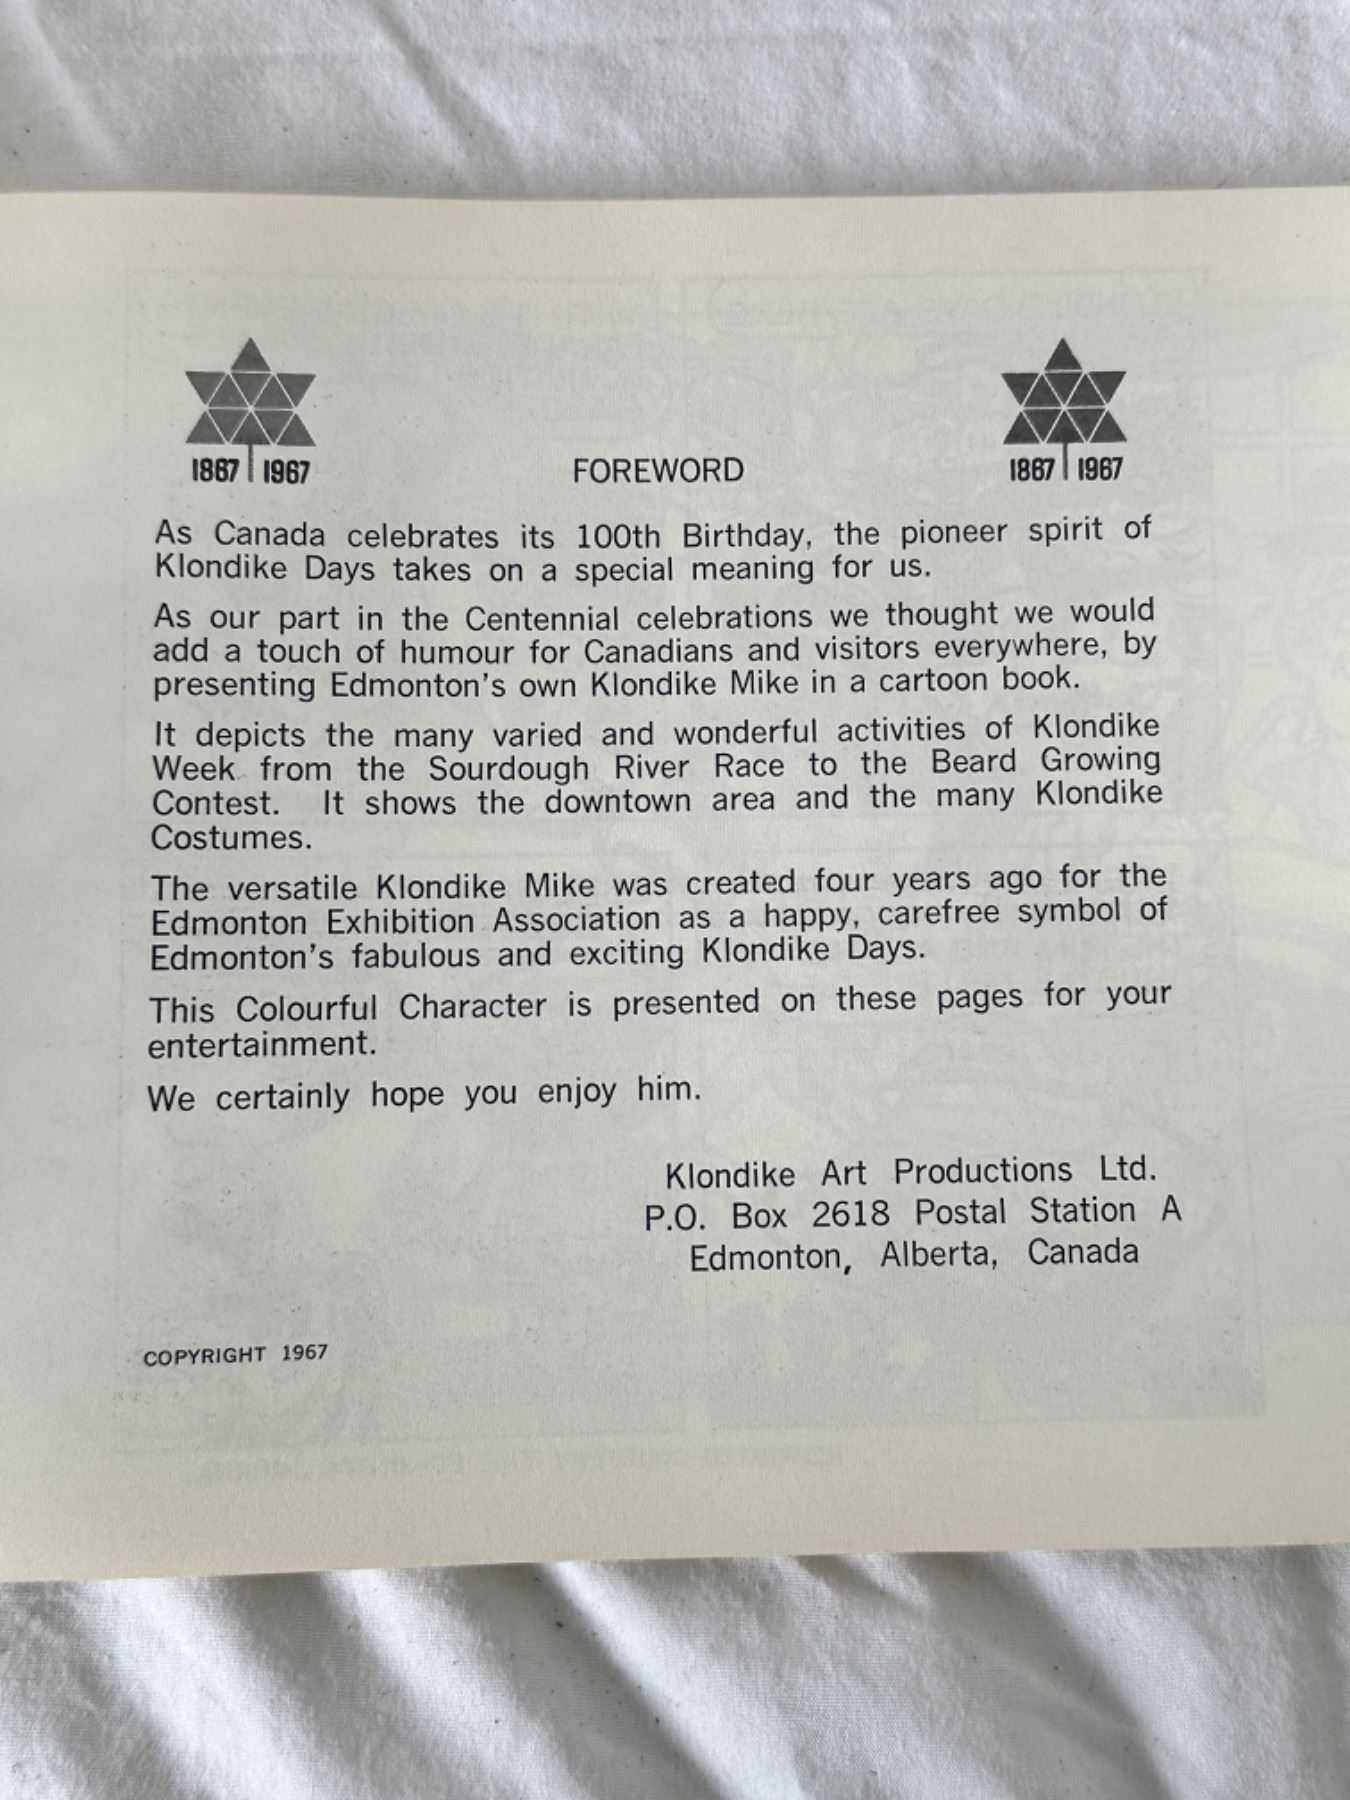 1867 1967
FOREWORD
1867 1967
As Canada celebrates its 100th Birthday, the pioneer spirit of
Klondike Days takes on a special meaning for us.
As our part in the Centennial celebrations we thought we would
add a touch of humour for Canadians and visitors everywhere, by
presenting Edmonton's own Klondike Mike in a cartoon book.
It depicts the many varied and wonderful activities of Klondike
Week from the Sourdough River Race to the Beard Growing
Contest. It shows the downtown area and the many Klondike
Costumes.
The versatile Klondike Mike was created four years ago for the
Edmonton Exhibition Association as a happy, carefree symbol of
Edmonton's fabulous and exciting Klondike Days.
This Colourful Character is presented on these pages for your
entertainment.
We certainly hope you enjoy him.
Klondike Art Productions Ltd.
P.O. Box 2618 Postal Station A
Edmonton, Alberta, Canada
COPYRIGHT 1967